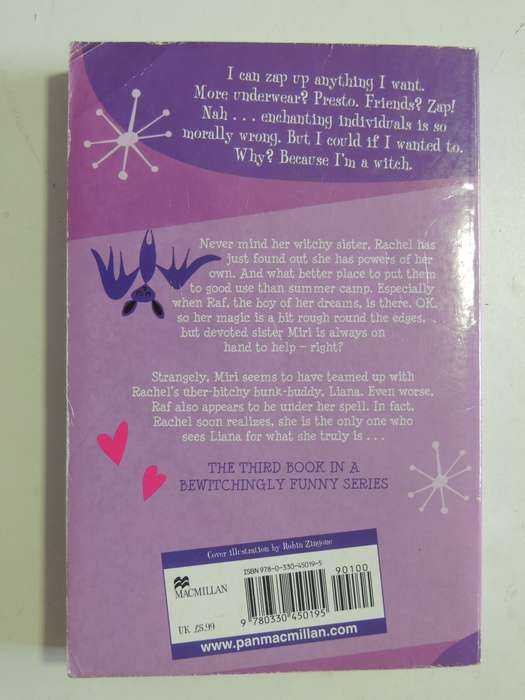 I can zap up anything I want.
More underwear? Presto. Friends? Zap!
Nah . . . enchanting individuals is so
morally wrong. But I could if I wanted to.
Why? Because I'm a witch.
Never mind her witchy sister, Rachel has
just found out she has powers of her
own. And what better place to put them
to good use than summer camp. Especially
when Raf, the boy of her dreams, is there. OK,
so her magic is a bit rough round the edges . . .
but devoted sister Miri is always on
hand to help – right?
Strangely, Miri seems to have teamed up with
Rachel's über-bitchy bunk-buddy, Liana. Even worse,
Raf also appears to be under her spell. In fact,
Rachel soon realizes, she is the only one who
sees Liana for what she truly is . . .
THE THIRD BOOK IN A
BEWITCHINGLY FUNNY SERIES
Cover illustration by Robin Zingone
ISBN 978-0-330-45019-5
90100
MACMILLAN
UK £5.99
9 780330 450195
www.panmacmillan.com